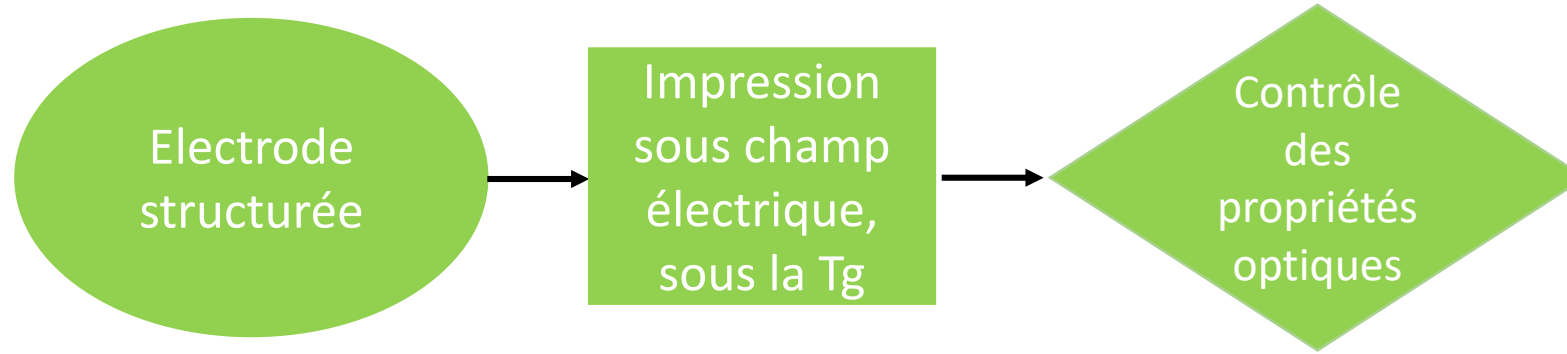 Electrode
structurée
Impression
sous champ
électrique,
sous la Tg
Contrôle
des
propriétés
optiques